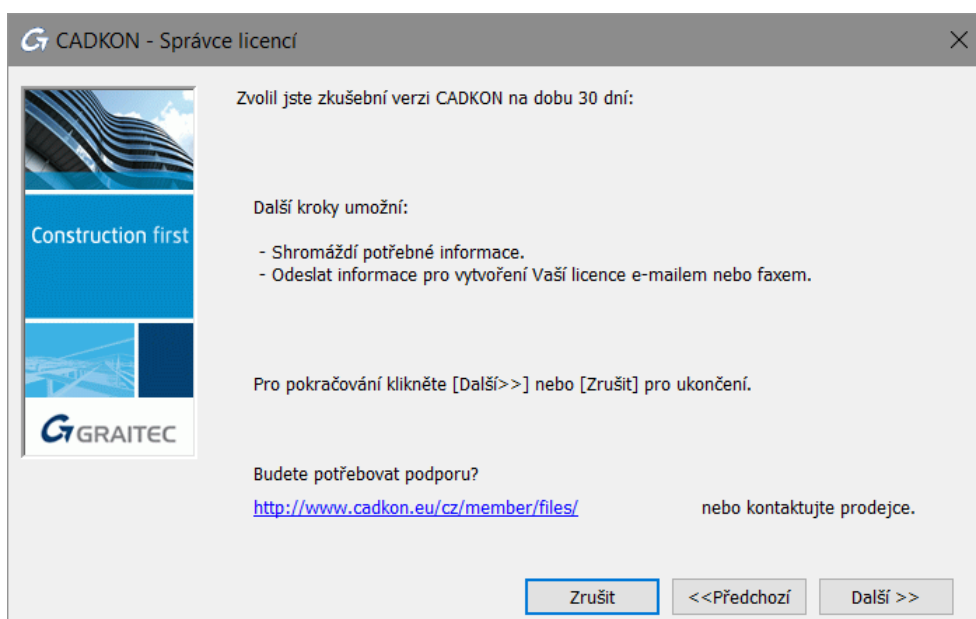 CADKON - Správce licencí
Zvolil jste zkušební verzi CADKON na dobu 30 dní:
Construction first
GRAITEC
Další kroky umožní:
- Shromáždí potřebné informace.
- Odeslat informace pro vytvoření Vaší licence e-mailem nebo faxem.
Pro pokračování klikněte [Další>>] nebo [Zrušit] pro ukončení.
Budete potřebovat podporu?
http://www.cadkon.eu/cz/member/files/ nebo kontaktujte prodejce.
Zrušit <<Předchozí Další >>